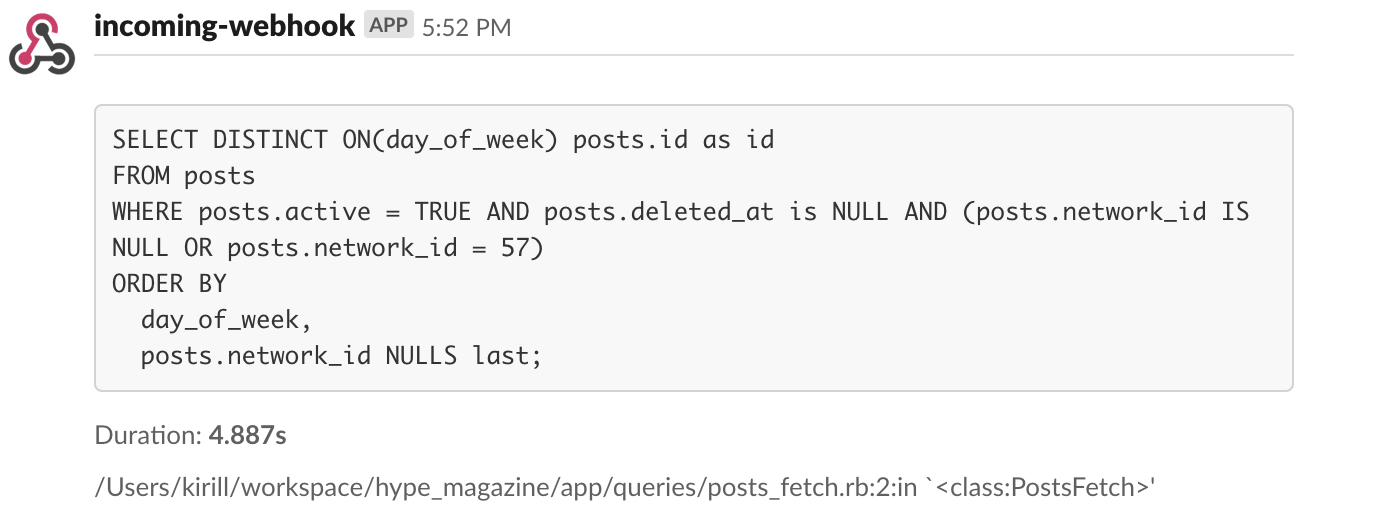 incoming-webhook APP 5:52 PM
SELECT DISTINCT ON(day_of_week) posts.id as id
FROM posts
WHERE posts.active = TRUE AND posts.deleted_at is NULL AND (posts.network_id IS
NULL OR posts.network_id = 57)
ORDER BY
  day_of_week,
  posts.network_id NULLS last;
Duration: 4.887s
/Users/kirill/workspace/hype_magazine/app/queries/posts_fetch.rb:2:in `<class:PostsFetch>'